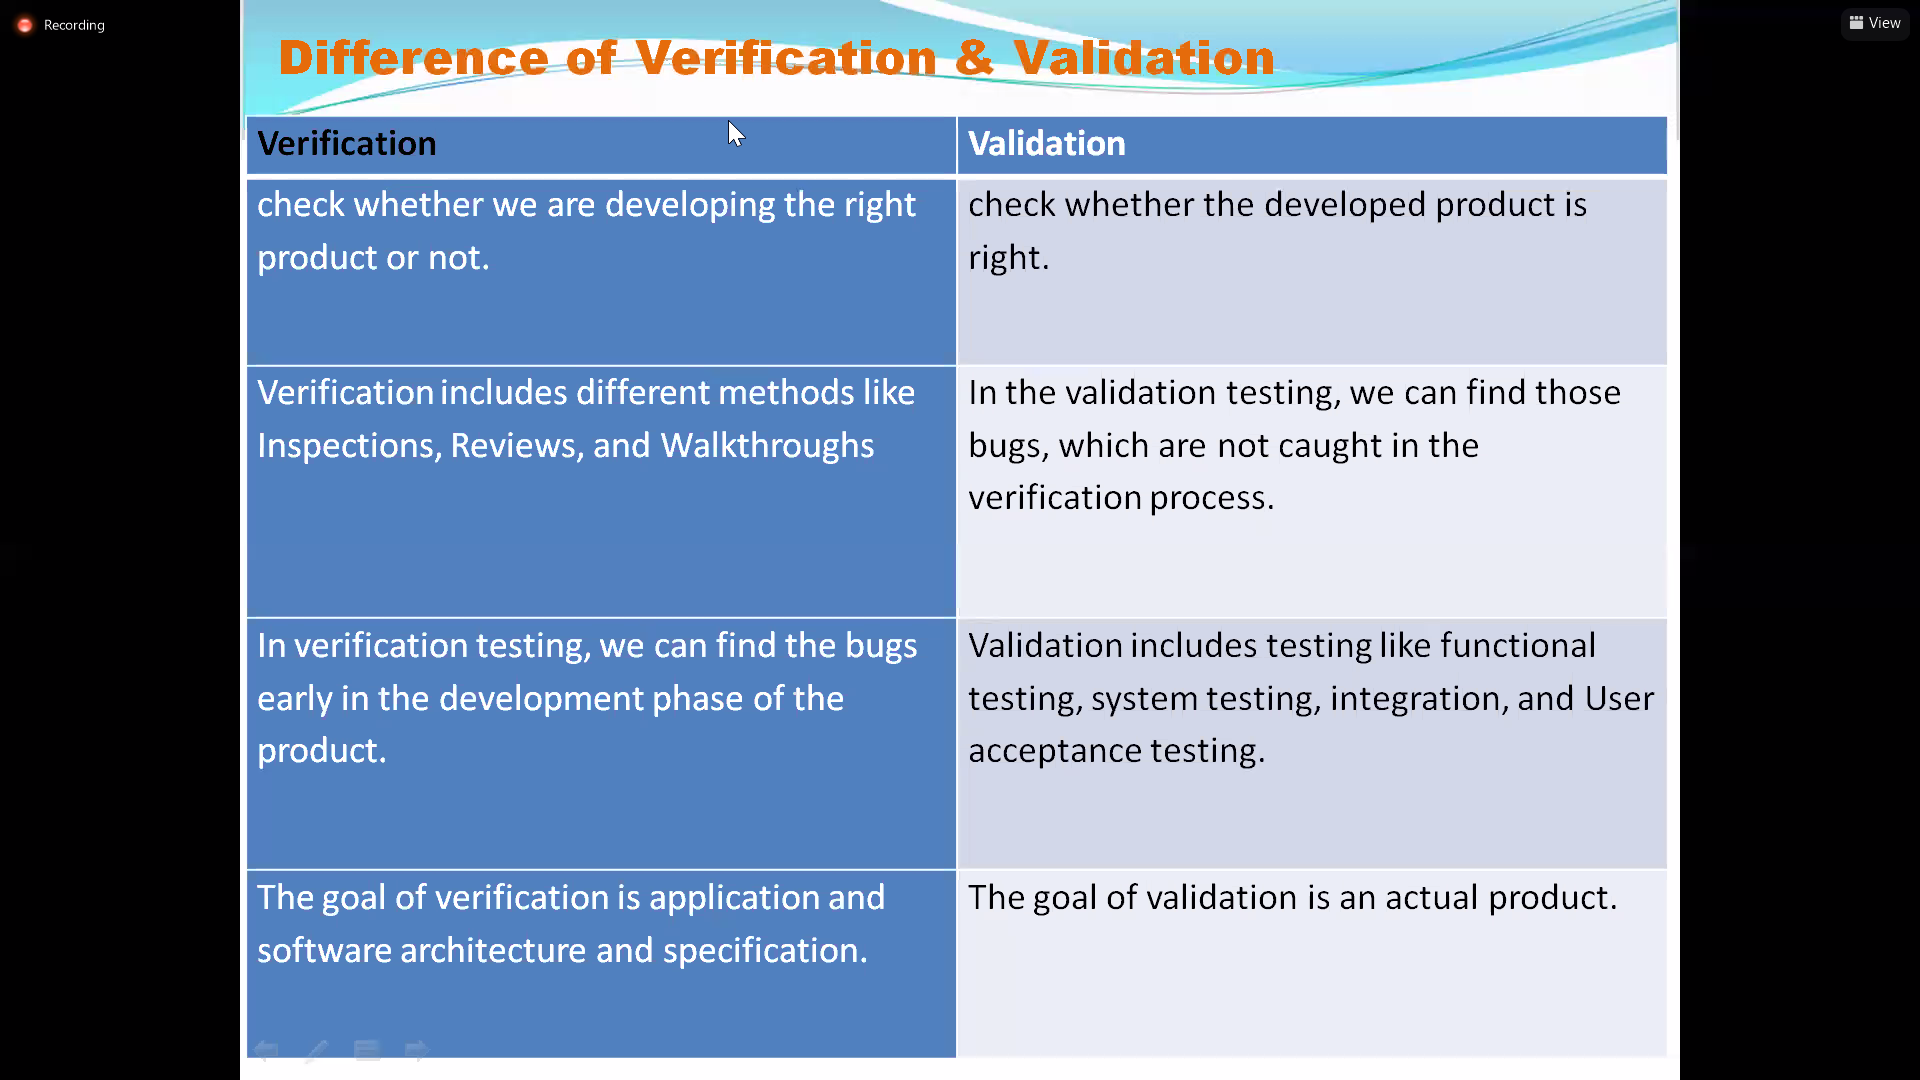 Recording
View
Difference of Verification & Validation
Verification
Validation
check whether we are developing the right
product or not.
check whether the developed product is
right.
Verification includes different methods like
Inspections, Reviews, and Walkthroughs
In the validation testing, we can find those
bugs, which are not caught in the
verification process.
In verification testing, we can find the bugs
early in the development phase of the
product.
Validation includes testing like functional
testing, system testing, integration, and User
acceptance testing.
The goal of verification is application and
software architecture and specification.
The goal of validation is an actual product.